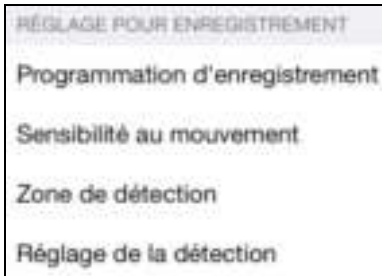 RÉGLAGE POUR ENREGISTREMENT
Programmation d'enregistrement
Sensibilité au mouvement
Zone de détection
Réglage de la détection